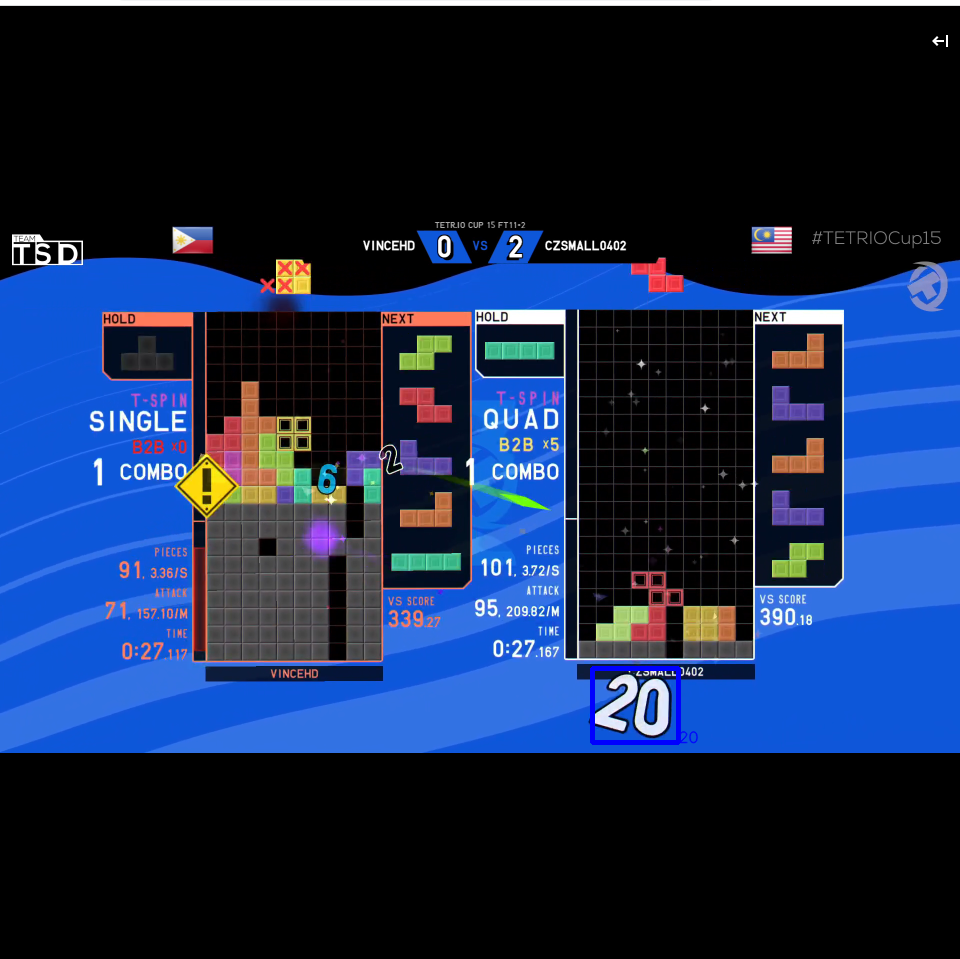 TETR.IO CUP 15 FT11-2
TEAM
TSD
VINCEHD 0 VS 2 CZSMALL0402
#TETRIOCup15
HOLD
NEXT
T-SPIN
SINGLE
B2B x0
1 COMBO
6
2
PIECES
91, 3.36/S
ATTACK
71, 157.10/M
TIME
0:27.117
VS SCORE
339.27
VINCEHD
HOLD
NEXT
T-SPIN
QUAD
B2B x5
1 COMBO
PIECES
101, 3.72/S
ATTACK
95, 209.82/M
TIME
0:27.167
VS SCORE
390.18
CZSMALL0402
20
20